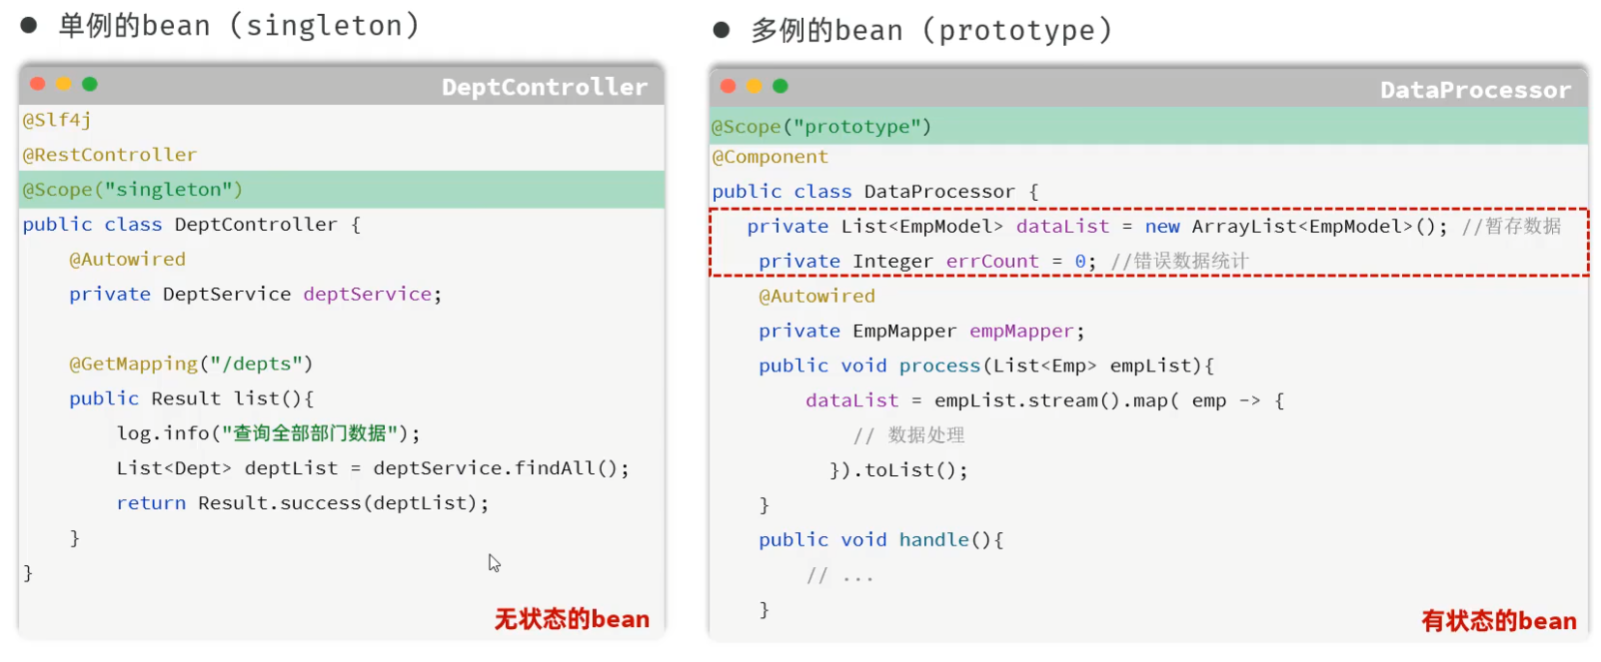 ● 单例的bean (singleton)
DeptController
@Slf4j
@RestController
@Scope("singleton")
public class DeptController {
@Autowired
private DeptService deptService;
@GetMapping("/depts")
public Result list(){
log.info("查询全部部门数据");
List<Dept> deptList = deptService.findAll();
return Result.success(deptList);
}
}
无状态的bean
● 多例的bean (prototype)
DataProcessor
@Scope("prototype")
@Component
public class DataProcessor {
private List<EmpModel> dataList = new ArrayList<EmpModel>(); //暂存数据
private Integer errCount = 0; //错误数据统计
@Autowired
private EmpMapper empMapper;
public void process(List<Emp> empList){
dataList = empList.stream().map( emp -> {
// 数据处理
}).toList();
}
public void handle(){
// ...
}
有状态的bean